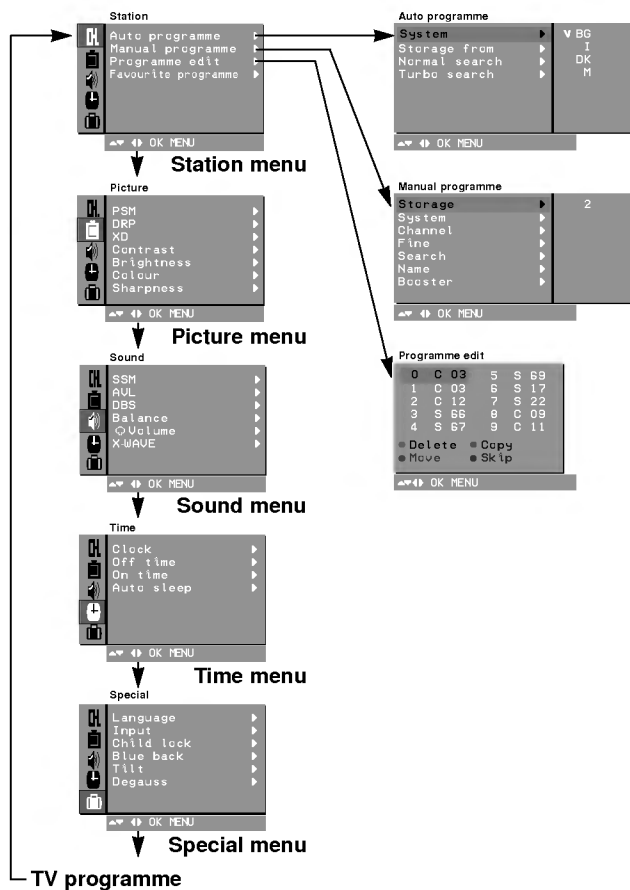 Station
CH.
Auto programme
Manual programme
Programme edit
Favourite programme
OK MENU
Station menu
Picture
CH.
PSM
DRP
XD
Contrast
Brightness
Colour
Sharpness
OK MENU
Picture menu
Sound
CH.
SSM
AVL
DBS
Balance
Volume
X-WAVE
OK MENU
Sound menu
Time
CH.
Clock
Off time
On time
Auto sleep
OK MENU
Time menu
Special
CH.
Language
Input
Child lock
Blue back
Tilt
Degauss
OK MENU
Special menu
TV programme
Auto programme
System
Storage from
Normal search
Turbo search
BG
I
DK
M
OK MENU
Manual programme
Storage 2
System
Channel
Fine
Search
Name
Booster
OK MENU
Programme edit
0 C 03 5 S 69
1 C 03 6 S 17
2 C 12 7 S 22
3 S 66 8 C 09
4 S 67 9 C 11
Delete Copy
Move Skip
OK MENU